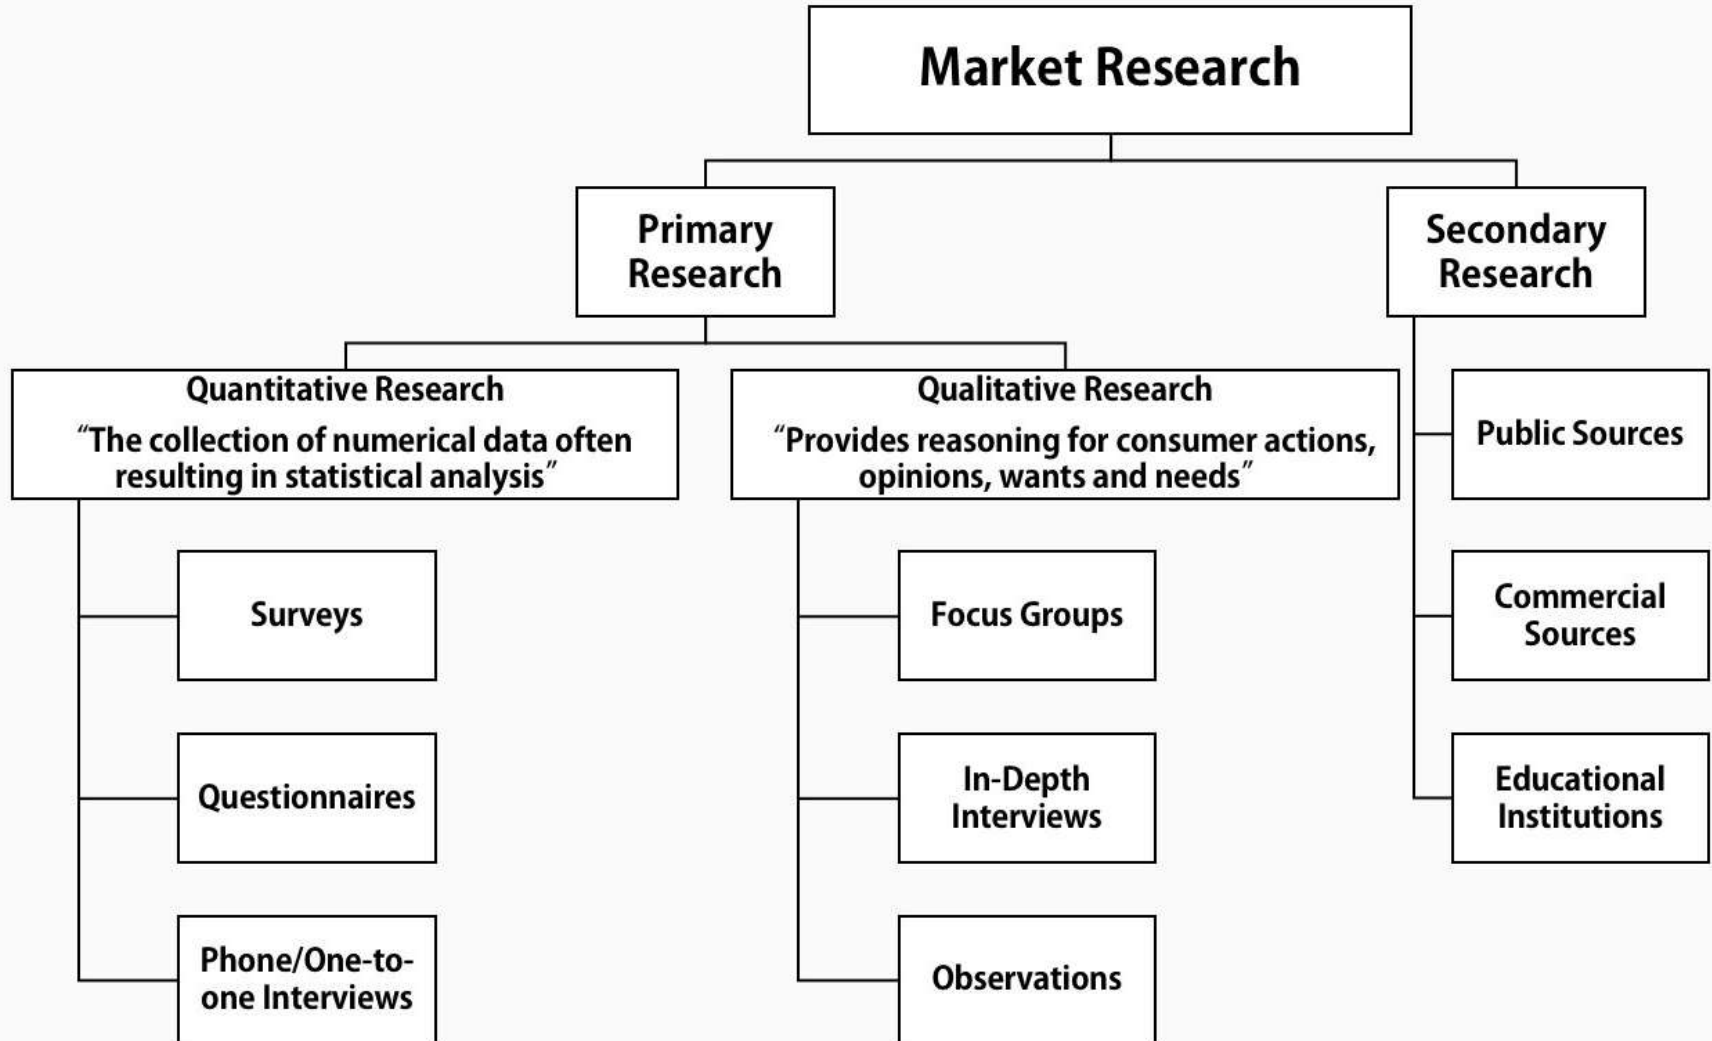 Market Research
Primary
Research
Secondary
Research
Quantitative Research
“The collection of numerical data often
resulting in statistical analysis”
Qualitative Research
“Provides reasoning for consumer actions,
opinions, wants and needs”
Public Sources
Surveys
Focus Groups
Commercial
Sources
Questionnaires
In-Depth
Interviews
Educational
Institutions
Phone/One-to-
one Interviews
Observations